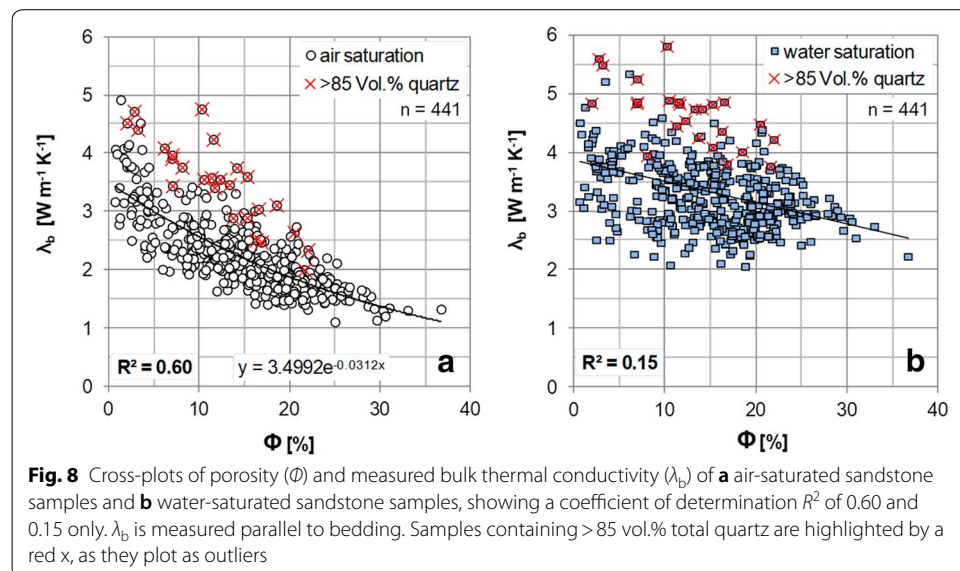 6
5
4
3
2
1
0
λb [W m-1 K-1]
air saturation
>85 Vol.% quartz
n = 441
R² = 0.60
y = 3.4992e-0.0312x
a
0
10
20
30
40
Φ [%]
6
5
4
3
2
1
0
λb [W m-1 K-1]
water saturation
>85 Vol.% quartz
n = 441
R² = 0.15
b
0
10
20
30
40
Φ [%]
Fig. 8 Cross-plots of porosity (Φ) and measured bulk thermal conductivity (λb) of a air-saturated sandstone
samples and b water-saturated sandstone samples, showing a coefficient of determination R² of 0.60 and
0.15 only. λb is measured parallel to bedding. Samples containing > 85 vol.% total quartz are highlighted by a
red x, as they plot as outliers